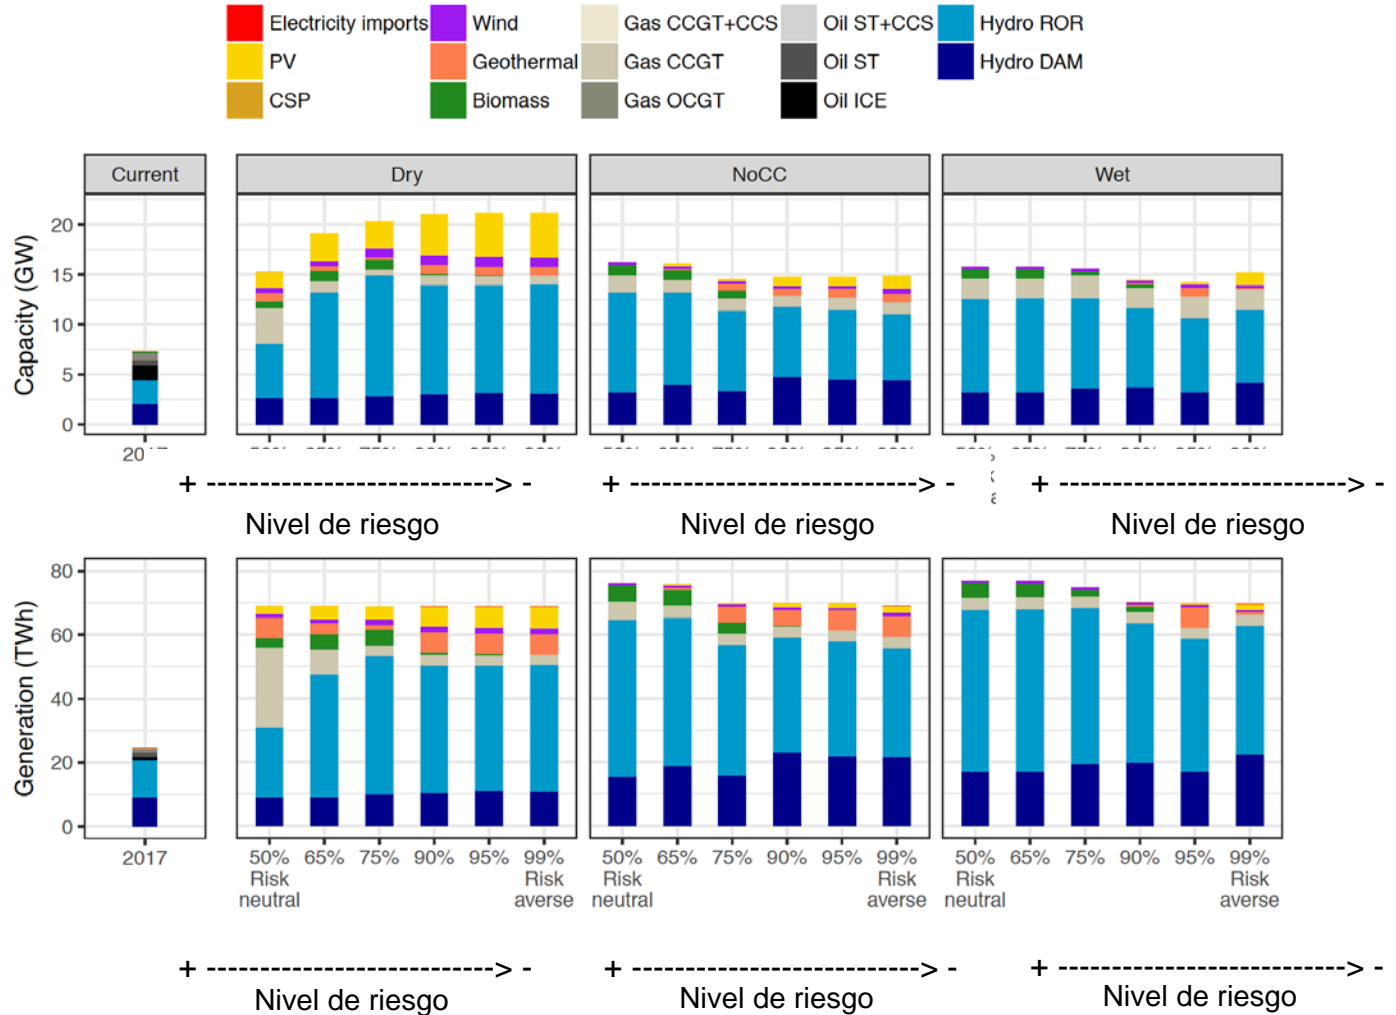 Electricity imports Wind Gas CCGT+CCS Oil ST+CCS Hydro ROR
PV Geothermal Gas CCGT Oil ST Hydro DAM
CSP Biomass Gas OCGT Oil ICE
Current Dry NoCC Wet
Capacity (GW)
20
15
10
5
0
+ ----------------------------> - + ----------------------------> - + ------------------------------> -
Nivel de riesgo Nivel de riesgo Nivel de riesgo
Generation (TWh)
80
60
40
20
0
2017 50% 65% 75% 90% 95% 99% 50% 65% 75% 90% 95% 99% 50% 65% 75% 90% 95% 99%
Risk Risk Risk Risk Risk Risk
neutral averse neutral averse neutral averse
+ ----------------------------> - + ----------------------------> - + ------------------------------> -
Nivel de riesgo Nivel de riesgo Nivel de riesgo